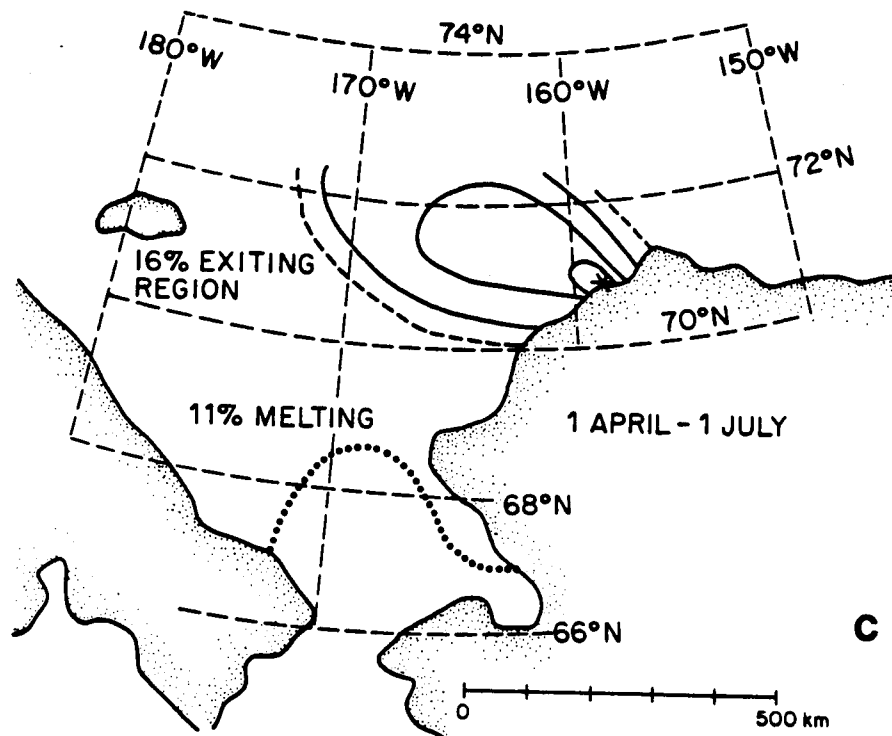 74°N
180°W
170°W
160°W
150°W
72°N
16% EXITING
REGION
70°N
11% MELTING
1 APRIL - 1 JULY
68°N
66°N
C
0
500 km